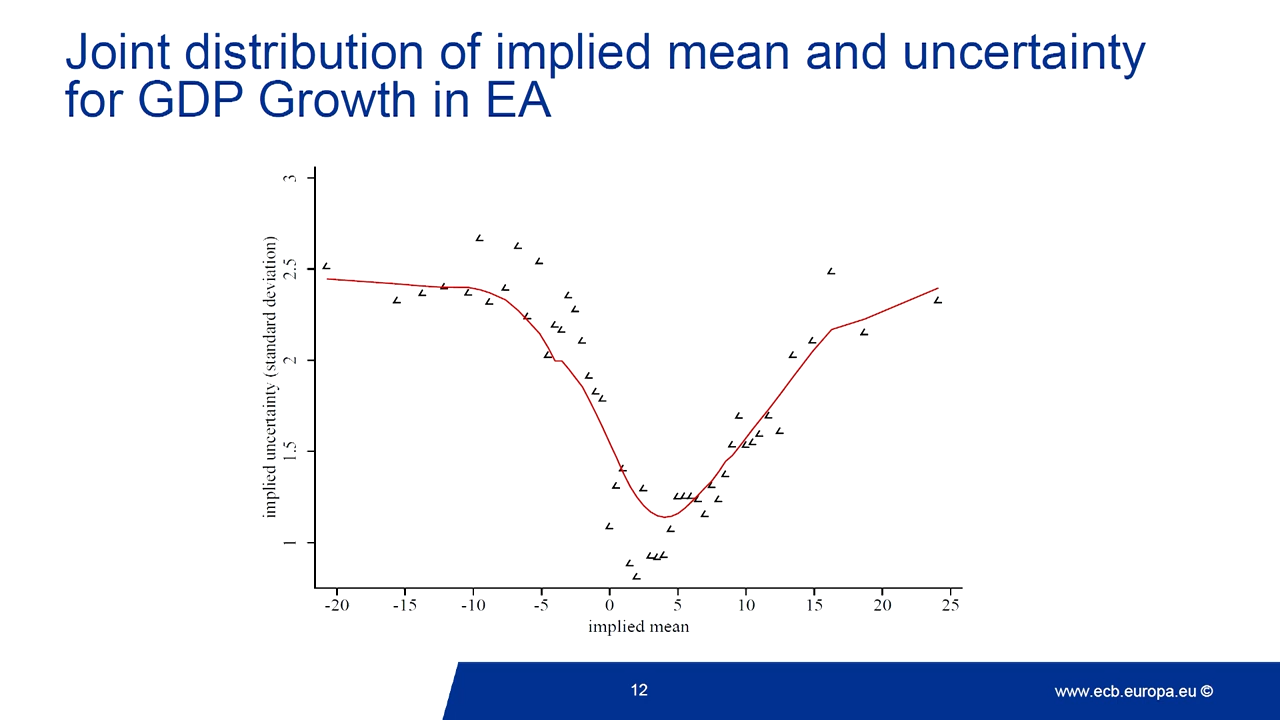 Joint distribution of implied mean and uncertainty
for GDP Growth in EA
implied uncertainty (standard deviation)
3
2.5
2
1.5
1
-20 -15 -10 -5 0 5 10 15 20 25
implied mean
12
www.ecb.europa.eu ©